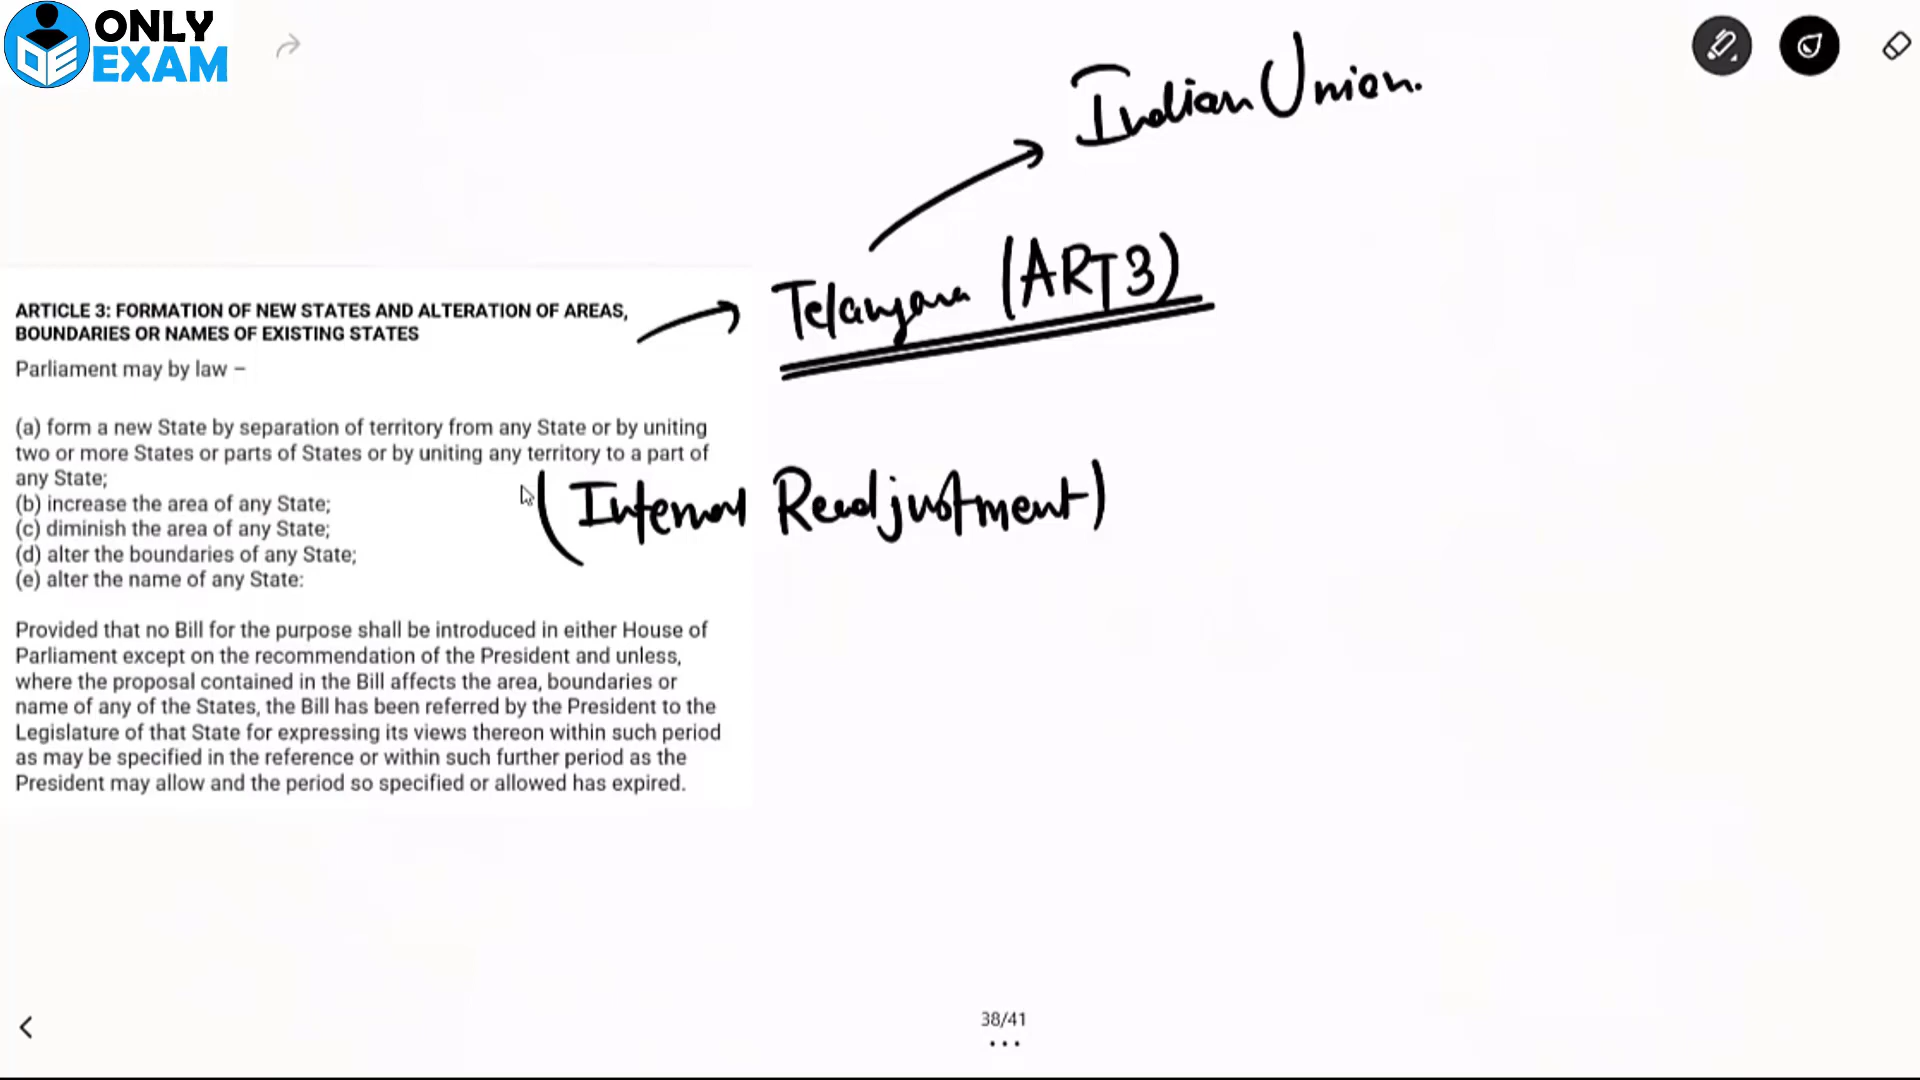 ONLY
EXAM
Indian Union.
Telangana (ART 3)
ARTICLE 3: FORMATION OF NEW STATES AND ALTERATION OF AREAS,
BOUNDARIES OR NAMES OF EXISTING STATES
Parliament may by law –
(a) form a new State by separation of territory from any State or by uniting
two or more States or parts of States or by uniting any territory to a part of
any State;
(b) increase the area of any State;
(c) diminish the area of any State;
(d) alter the boundaries of any State;
(e) alter the name of any State:
(Internal Readjustment)
Provided that no Bill for the purpose shall be introduced in either House of
Parliament except on the recommendation of the President and unless,
where the proposal contained in the Bill affects the area, boundaries or
name of any of the States, the Bill has been referred by the President to the
Legislature of that State for expressing its views thereon within such period
as may be specified in the reference or within such further period as the
President may allow and the period so specified or allowed has expired.
38/41